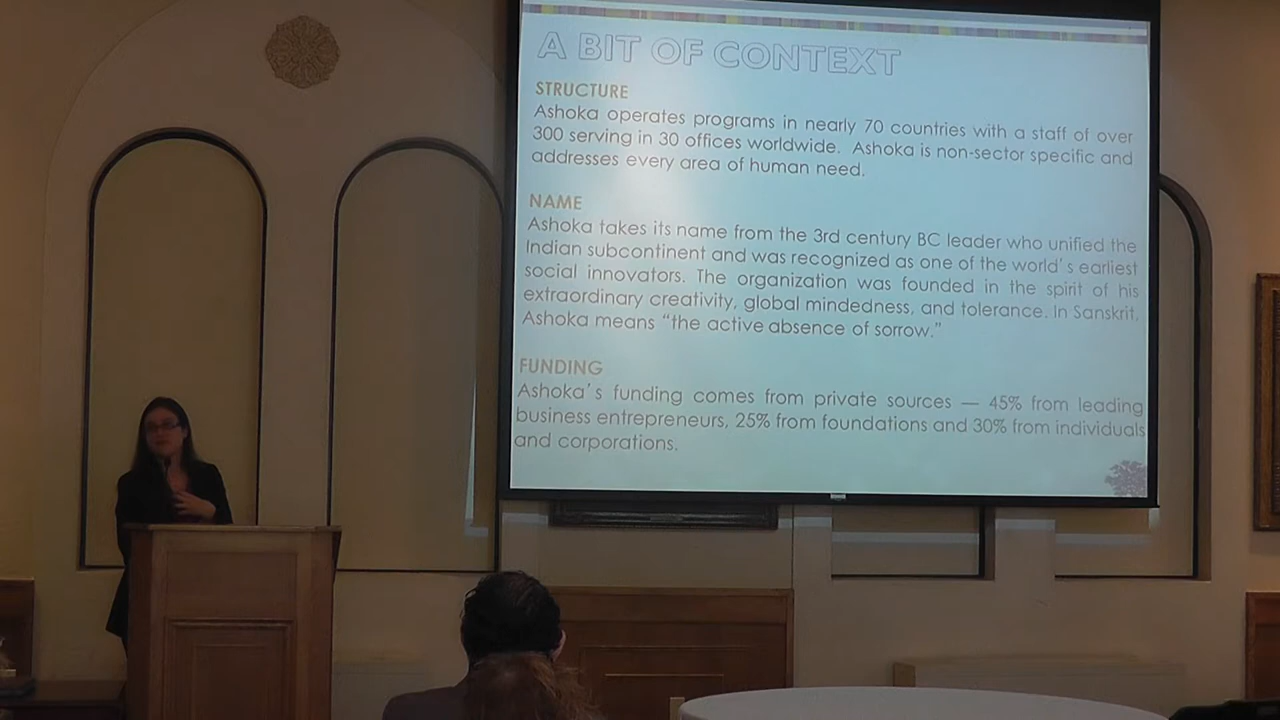 A BIT OF CONTEXT
STRUCTURE
Ashoka operates programs in nearly 70 countries with a staff of over
300 serving in 30 offices worldwide. Ashoka is non-sector specific and
addresses every area of human need.
NAME
Ashoka takes its name from the 3rd century BC leader who unified the
Indian subcontinent and was recognized as one of the world's earliest
social innovators. The organization was founded in the spirit of his
extraordinary creativity, global mindedness, and tolerance. In Sanskrit,
Ashoka means “the active absence of sorrow.”
FUNDING
Ashoka's funding comes from private sources — 45% from leading
business entrepreneurs, 25% from foundations and 30% from individuals
and corporations.